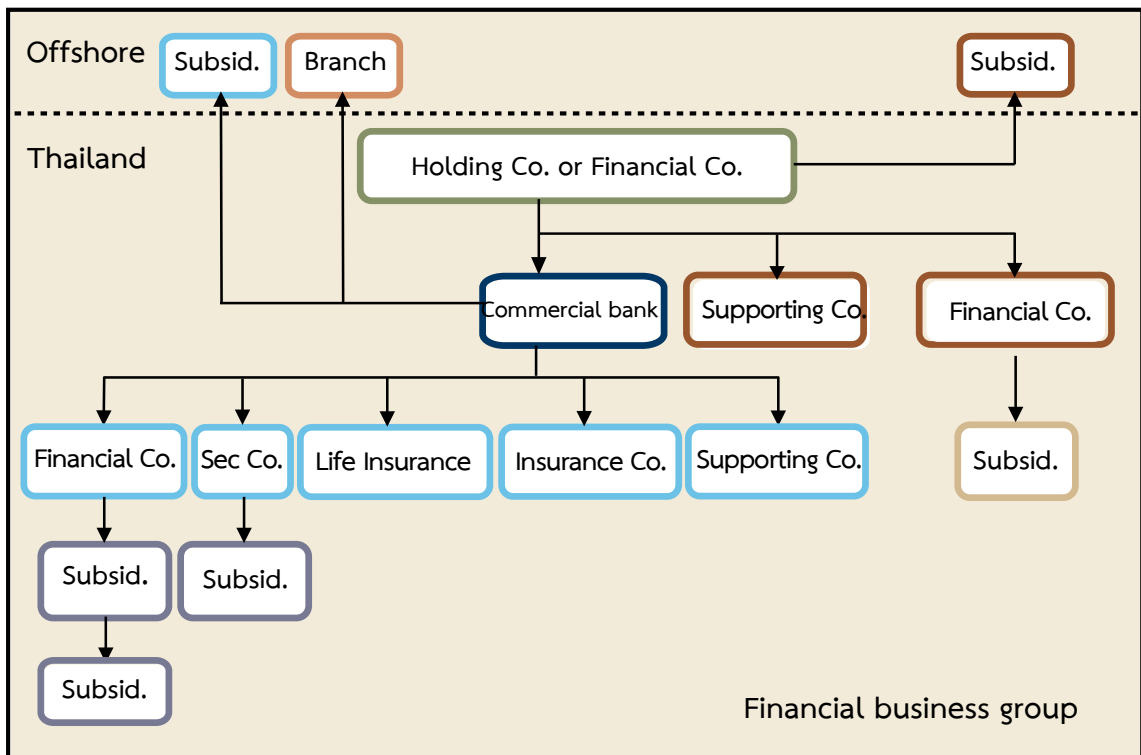 Offshore
Subsid.
Branch
Subsid.
Thailand
Holding Co. or Financial Co.
Commercial bank
Supporting Co.
Financial Co.
Financial Co.
Sec Co.
Life Insurance
Insurance Co.
Supporting Co.
Subsid.
Subsid.
Subsid.
Subsid.
Financial business group